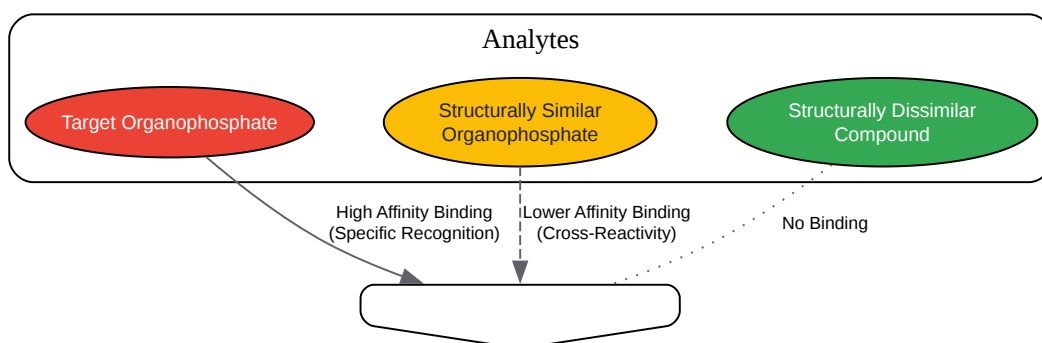 Analytes
Target Organophosphate
Structurally Similar
Organophosphate
Structurally Dissimilar
Compound
High Affinity Binding
(Specific Recognition)
Lower Affinity Binding
(Cross-Reactivity)
No Binding